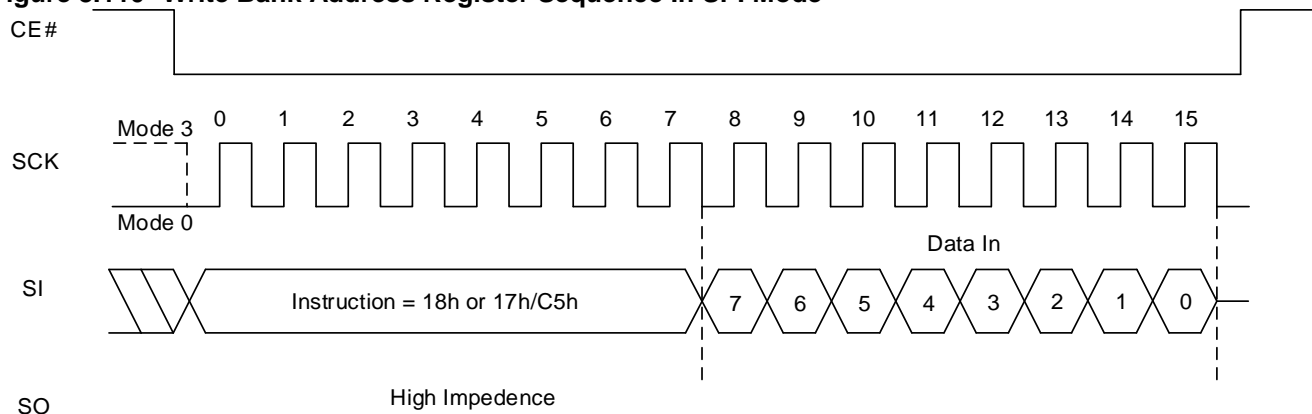 CE#
Mode 3
0 1 2 3 4 5 6 7 8 9 10 11 12 13 14 15
SCK
Mode 0
Data In
SI
Instruction = 18h or 17h/C5h
7 6 5 4 3 2 1 0
High Impedence
SO